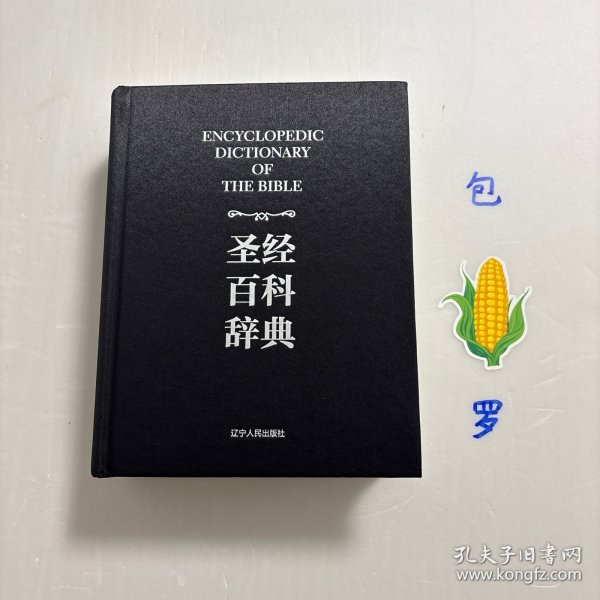 ENCYCLOPEDIC
DICTIONARY
OF
THE BIBLE
圣经
百科
辞典
辽宁人民出版社
包
罗
孔夫子旧书网
www.kongfz.com